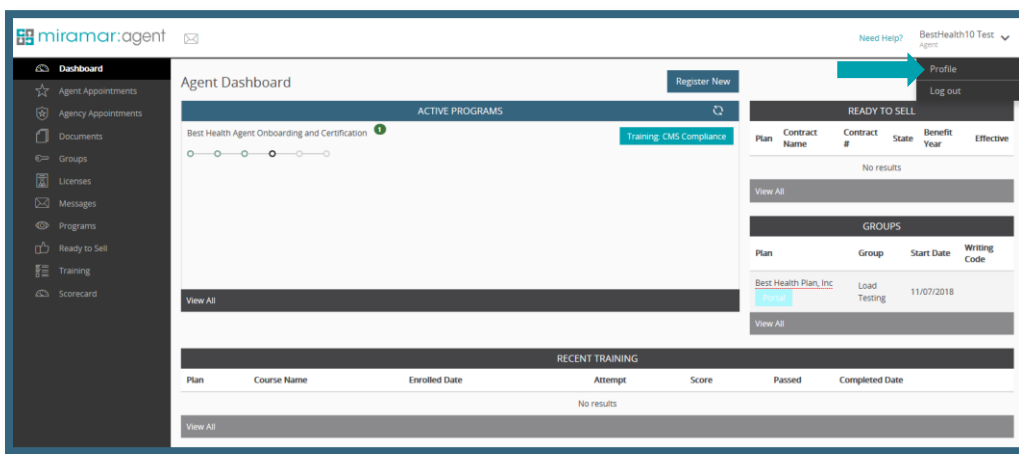 miramar:agent
Need Help?
BestHealth10 Test
Agent
Profile
Log out
Dashboard
Agent Appointments
Agency Appointments
Documents
Groups
Licenses
Messages
Programs
Ready to Sell
Training
Scorecard
Agent Dashboard
Register New
ACTIVE PROGRAMS
Best Health Agent Onboarding and Certification 1
Training: CMS Compliance
View All
READY TO SELL
Plan Contract Name Contract # State Benefit Year Effective
No results
View All
GROUPS
Plan Group Start Date Writing Code
Best Health Plan, Inc Load Testing 11/07/2018
Portal
View All
RECENT TRAINING
Plan Course Name Enrolled Date Attempt Score Passed Completed Date
No results
View All